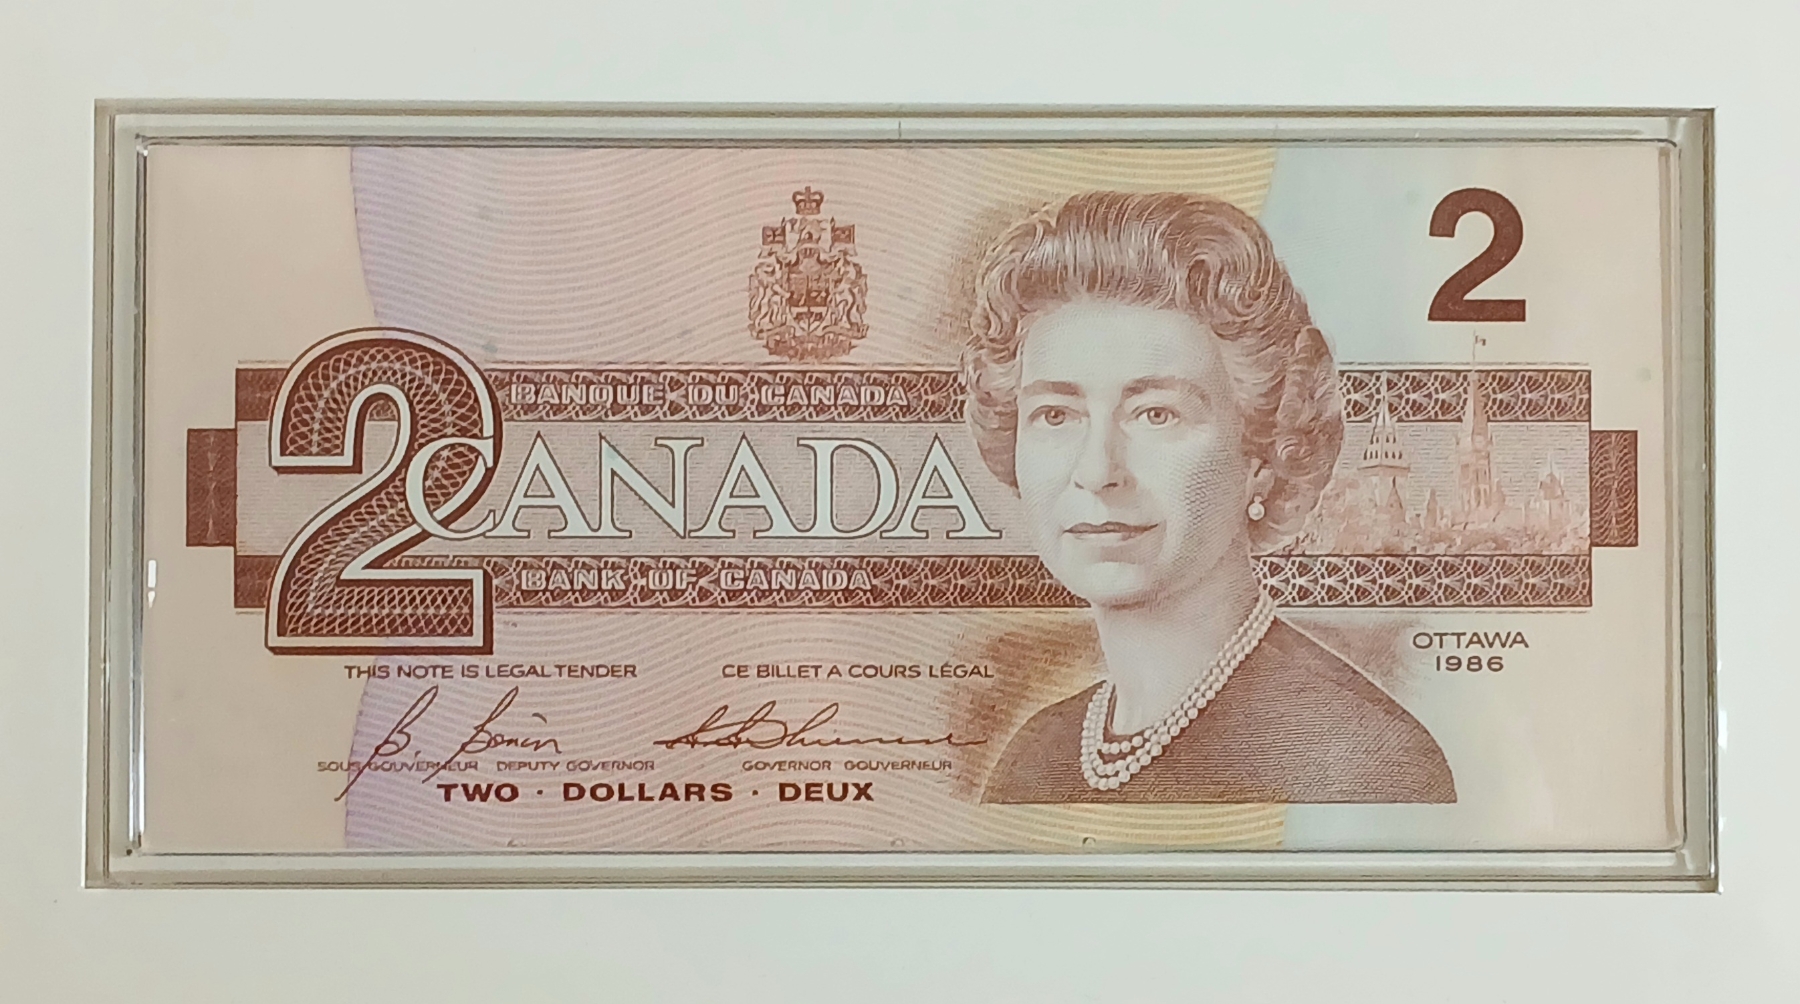 2
BANQUE DU CANADA
2 CANADA
BANK OF CANADA
OTTAWA
1986
THIS NOTE IS LEGAL TENDER CE BILLET A COURS LÉGAL
SOUS-GOUVERNEUR DEPUTY GOVERNOR GOVERNOR GOUVERNEUR
TWO · DOLLARS · DEUX